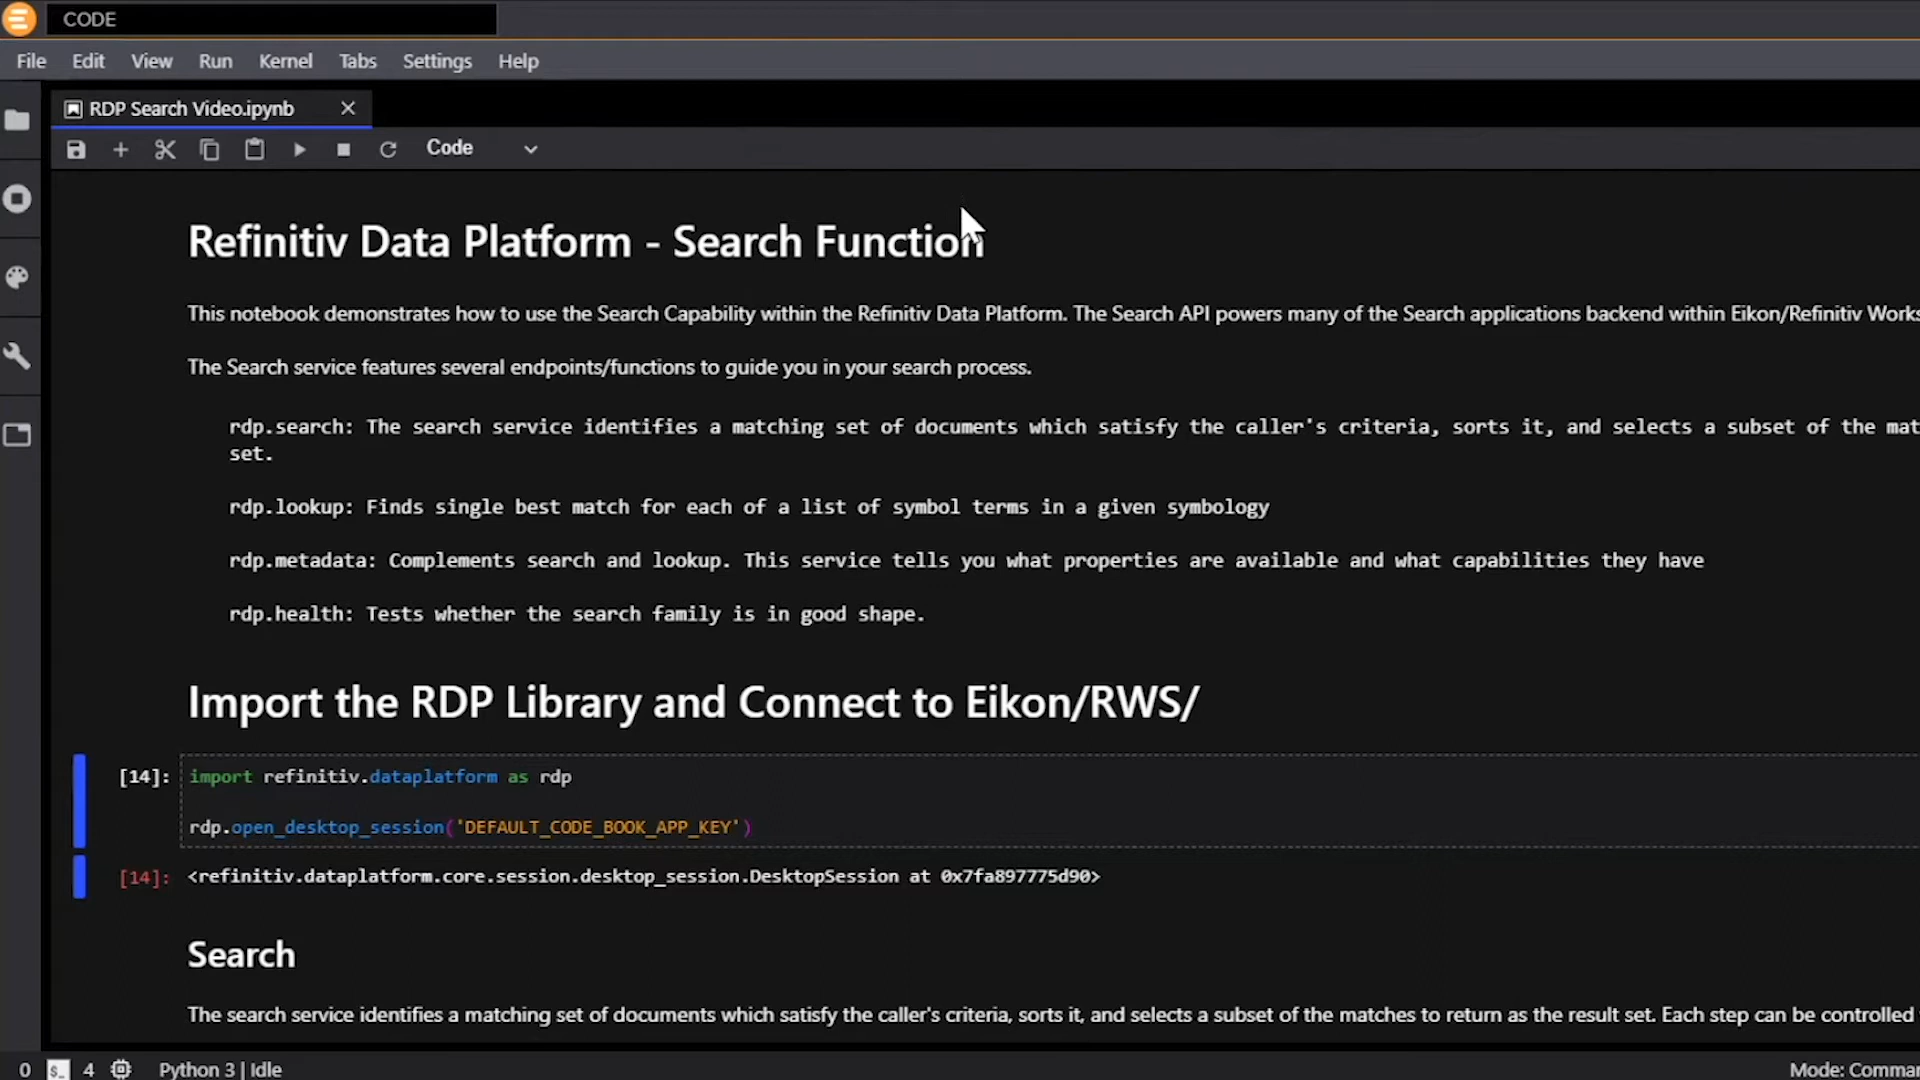 CODE
File Edit View Run Kernel Tabs Settings Help
RDP Search Video.ipynb
Code
Refinitiv Data Platform - Search Function
This notebook demonstrates how to use the Search Capability within the Refinitiv Data Platform. The Search API powers many of the Search applications backend within Eikon/Refinitiv Works
The Search service features several endpoints/functions to guide you in your search process.
rdp.search: The search service identifies a matching set of documents which satisfy the caller's criteria, sorts it, and selects a subset of the mat
set.
rdp.lookup: Finds single best match for each of a list of symbol terms in a given symbology
rdp.metadata: Complements search and lookup. This service tells you what properties are available and what capabilities they have
rdp.health: Tests whether the search family is in good shape.
Import the RDP Library and Connect to Eikon/RWS/
[14]: import refinitiv.dataplatform as rdp
rdp.open_desktop_session('DEFAULT_CODE_BOOK_APP_KEY')
[14]: <refinitiv.dataplatform.core.session.desktop_session.DesktopSession at 0x7fa897775d90>
Search
The search service identifies a matching set of documents which satisfy the caller's criteria, sorts it, and selects a subset of the matches to return as the result set. Each step can be controlled
0 $_ 4 Python 3 | Idle Mode: Comman